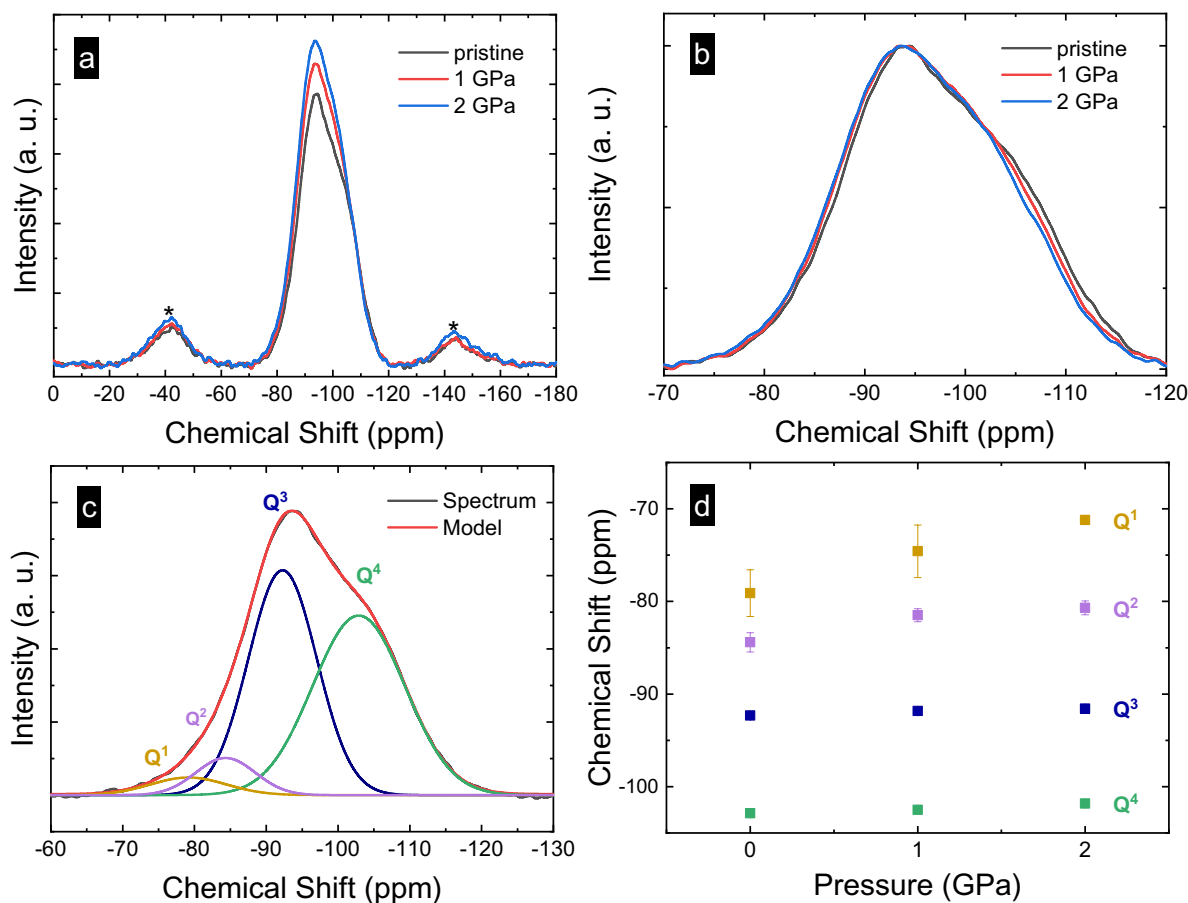 a
pristine
1 GPa
2 GPa
*
*
Intensity (a. u.)
0 -20 -40 -60 -80 -100 -120 -140 -160 -180
Chemical Shift (ppm)
b
pristine
1 GPa
2 GPa
Intensity (a. u.)
-70 -80 -90 -100 -110 -120
Chemical Shift (ppm)
c
Spectrum
Model
Q³
Q⁴
Q²
Q¹
Intensity (a. u.)
-60 -70 -80 -90 -100 -110 -120 -130
Chemical Shift (ppm)
d
-70
-80
-90
-100
Q¹
Q²
Q³
Q⁴
Chemical Shift (ppm)
0 1 2
Pressure (GPa)